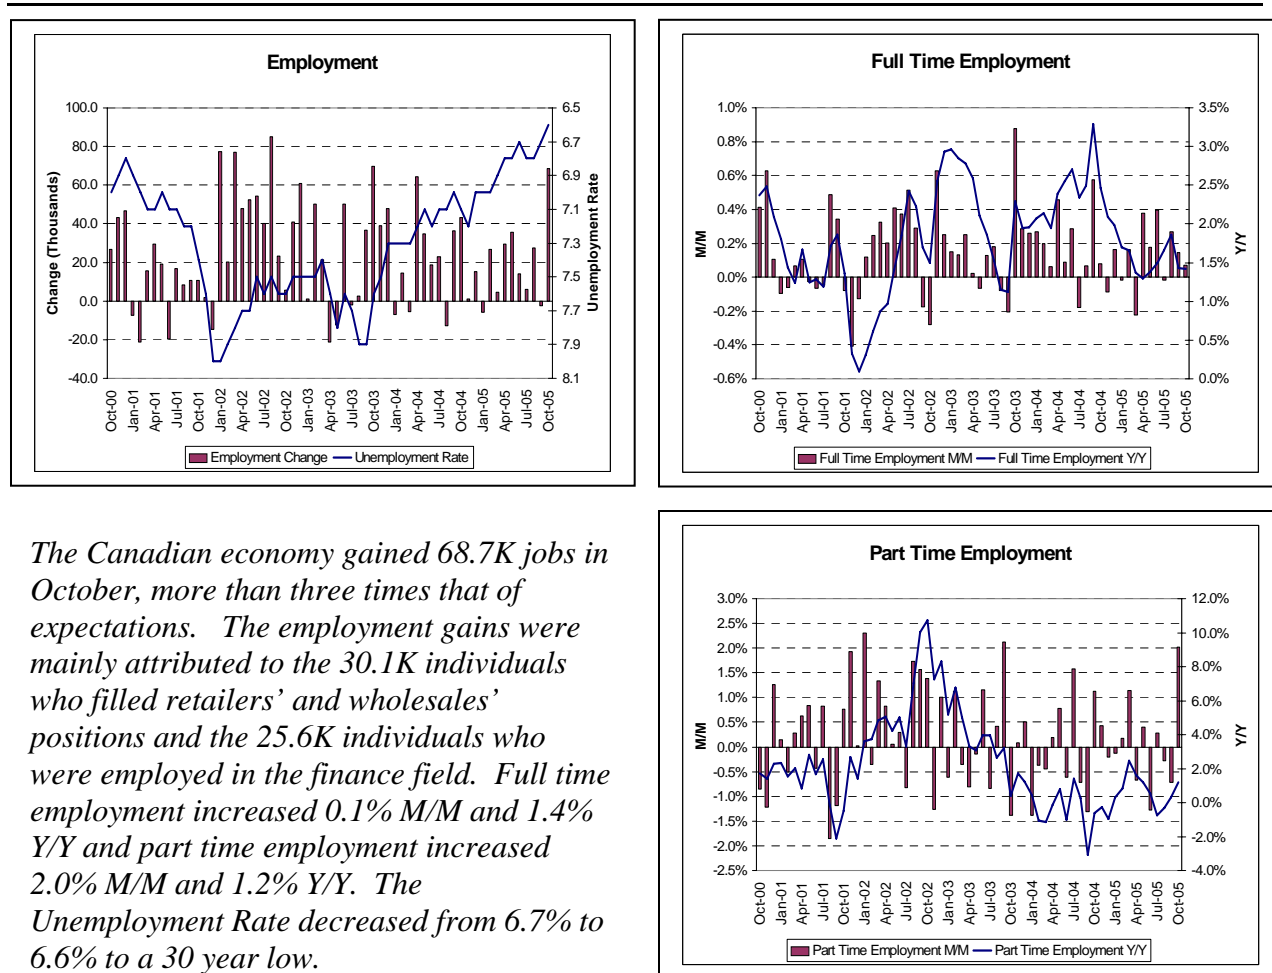 Employment
100.0
80.0
60.0
40.0
20.0
0.0
-20.0
-40.0
Change (Thousands)
6.5
6.7
6.9
7.1
7.3
7.5
7.7
7.9
8.1
Unemployment Rate
Oct-00
Jan-01
Apr-01
Jul-01
Oct-01
Jan-02
Apr-02
Jul-02
Oct-02
Jan-03
Apr-03
Jul-03
Oct-03
Jan-04
Apr-04
Jul-04
Oct-04
Jan-05
Apr-05
Jul-05
Oct-05
Employment Change Unemployment Rate
Full Time Employment
1.0%
0.8%
0.6%
0.4%
0.2%
0.0%
-0.2%
-0.4%
-0.6%
M/M
3.5%
3.0%
2.5%
2.0%
1.5%
1.0%
0.5%
0.0%
Y/Y
Oct-00
Jan-01
Apr-01
Jul-01
Oct-01
Jan-02
Apr-02
Jul-02
Oct-02
Jan-03
Apr-03
Jul-03
Oct-03
Jan-04
Apr-04
Jul-04
Oct-04
Jan-05
Apr-05
Jul-05
Oct-05
Full Time Employment M/M Full Time Employment Y/Y
The Canadian economy gained 68.7K jobs in
October, more than three times that of
expectations. The employment gains were
mainly attributed to the 30.1K individuals
who filled retailers’ and wholesales’
positions and the 25.6K individuals who
were employed in the finance field. Full time
employment increased 0.1% M/M and 1.4%
Y/Y and part time employment increased
2.0% M/M and 1.2% Y/Y. The
Unemployment Rate decreased from 6.7% to
6.6% to a 30 year low.
Part Time Employment
3.0%
2.5%
2.0%
1.5%
1.0%
0.5%
0.0%
-0.5%
-1.0%
-1.5%
-2.0%
-2.5%
M/M
12.0%
10.0%
8.0%
6.0%
4.0%
2.0%
0.0%
-2.0%
-4.0%
Y/Y
Oct-00
Jan-01
Apr-01
Jul-01
Oct-01
Jan-02
Apr-02
Jul-02
Oct-02
Jan-03
Apr-03
Jul-03
Oct-03
Jan-04
Apr-04
Jul-04
Oct-04
Jan-05
Apr-05
Jul-05
Oct-05
Part Time Employment M/M Part Time Employment Y/Y